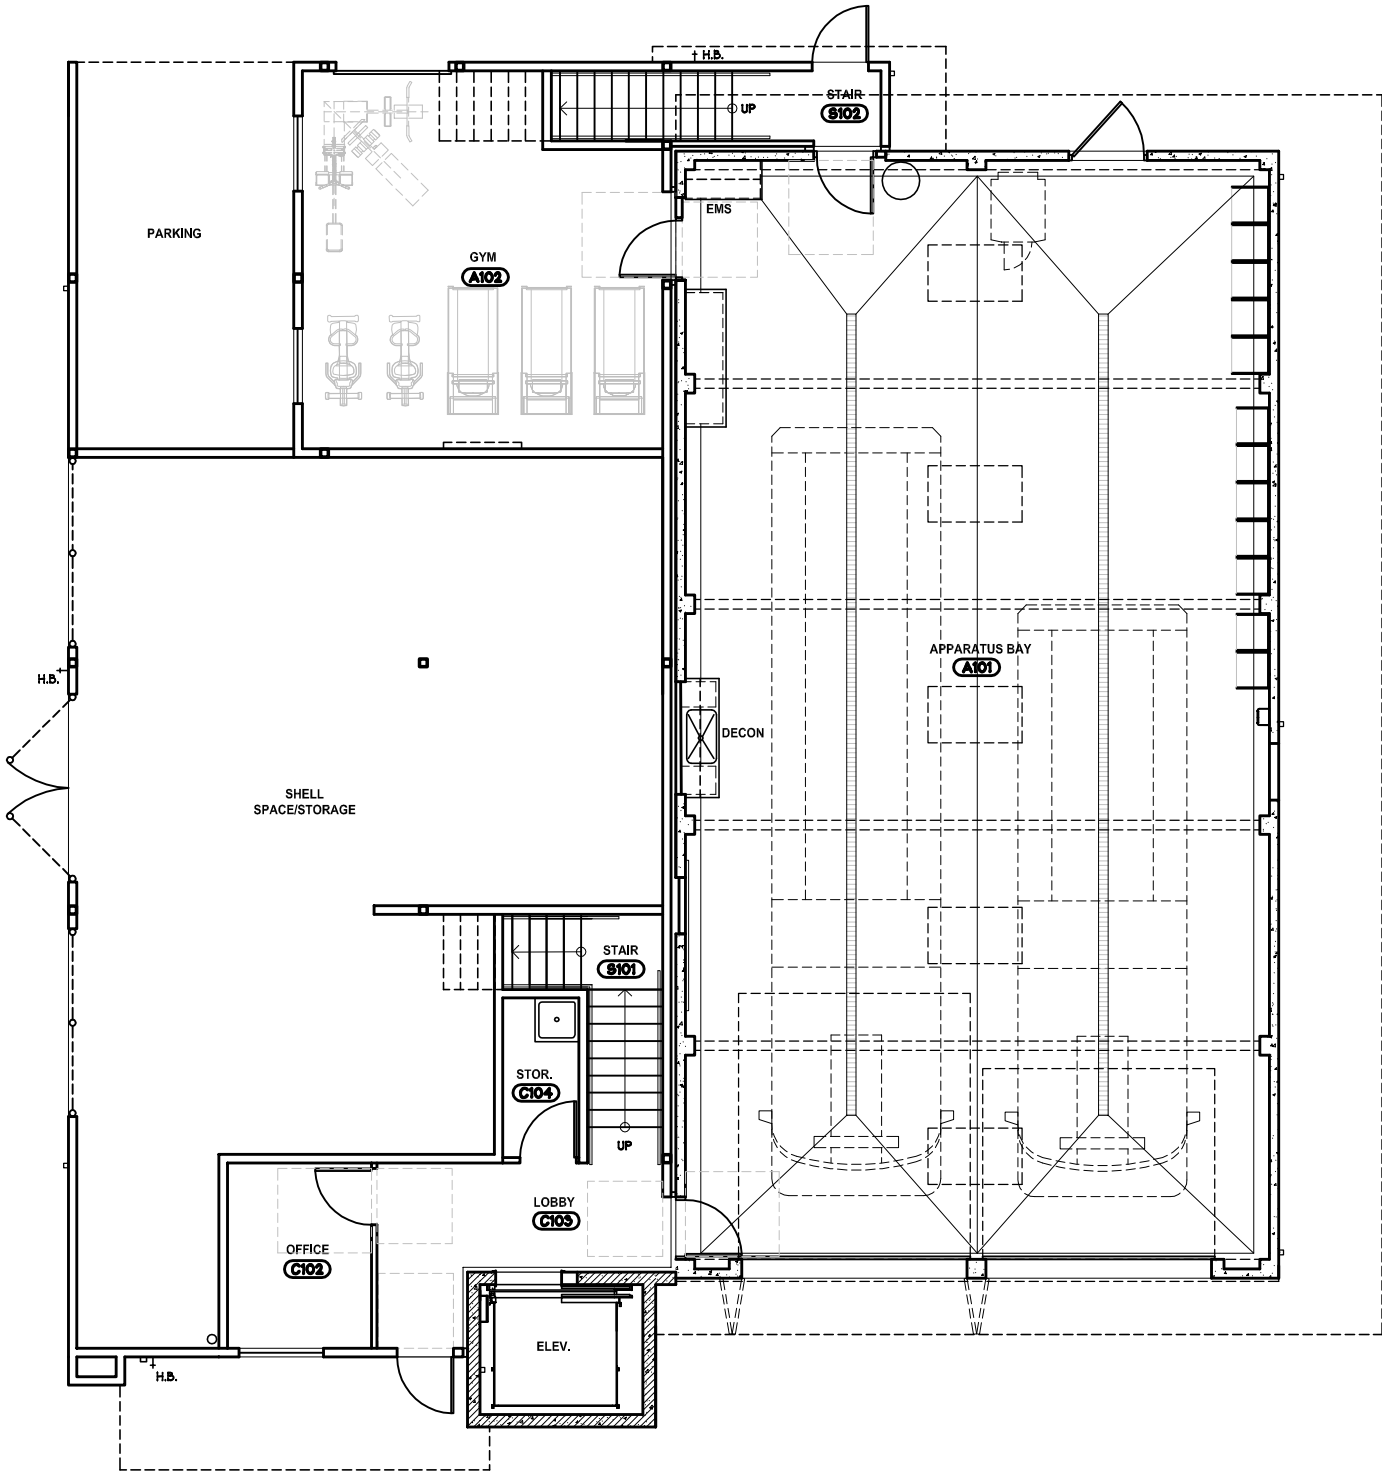 H.B.
STAIR
S102
UP
EMS
PARKING
GYM
A102
APPARATUS BAY
A101
H.B.
DECON
SHELL
SPACE/STORAGE
STAIR
S101
STOR.
C104
UP
LOBBY
C103
OFFICE
C102
ELEV.
H.B.